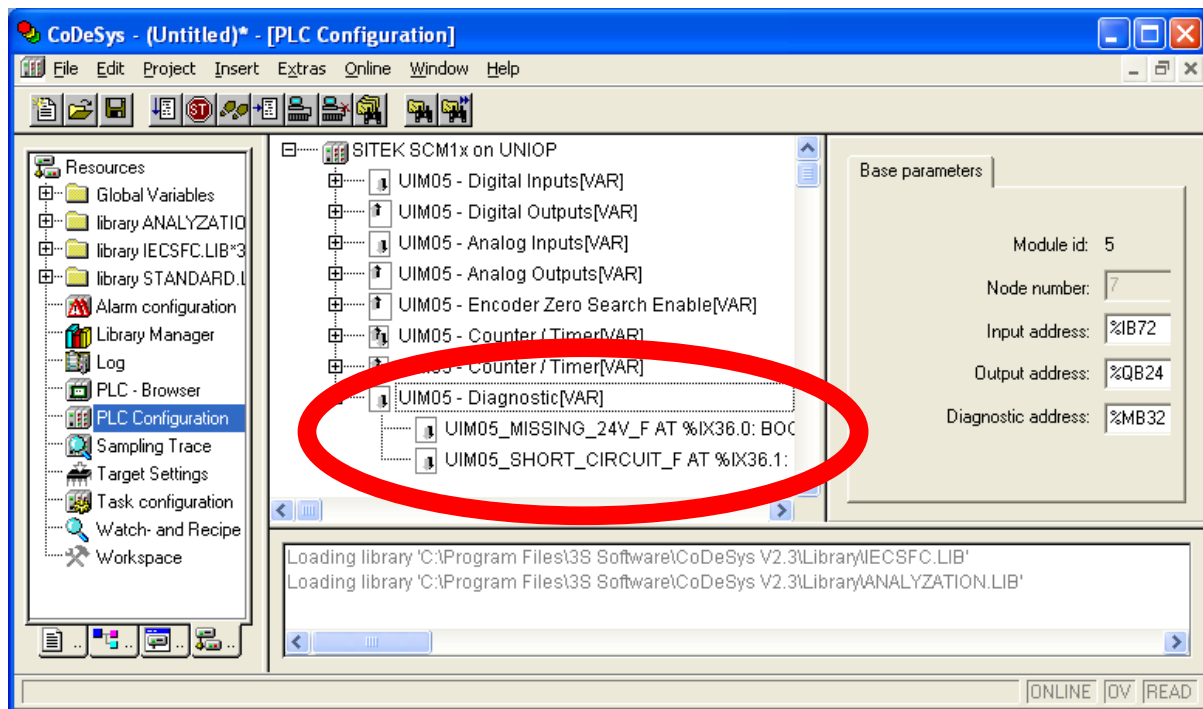 CoDeSys - (Untitled)* - [PLC Configuration]
File Edit Project Insert Extras Online Window Help
ST
Resources
Global Variables
library ANALYZATIO
library IECSFC.LIB*3
library STANDARD.L
Alarm configuration
Library Manager
Log
PLC - Browser
PLC Configuration
Sampling Trace
Target Settings
Task configuration
Watch- and Recipe
Workspace
..
..
..
..
SITEK SCM1x on UNIOP
UIM05 - Digital Inputs[VAR]
UIM05 - Digital Outputs[VAR]
UIM05 - Analog Inputs[VAR]
UIM05 - Analog Outputs[VAR]
UIM05 - Encoder Zero Search Enable[VAR]
UIM05 - Counter / Timer[VAR]
UIM05 - Counter / Timer[VAR]
UIM05 - Diagnostic[VAR]
UIM05_MISSING_24V_F AT %IX36.0: BOO
UIM05_SHORT_CIRCUIT_F AT %IX36.1:
Base parameters
Module id: 5
Node number: 7
Input address: %IB72
Output address: %QB24
Diagnostic address: %MB32
Loading library 'C:\Program Files\3S Software\CoDeSys V2.3\Library\IECSFC.LIB'
Loading library 'C:\Program Files\3S Software\CoDeSys V2.3\Library\ANALYZATION.LIB'
ONLINE OV READ